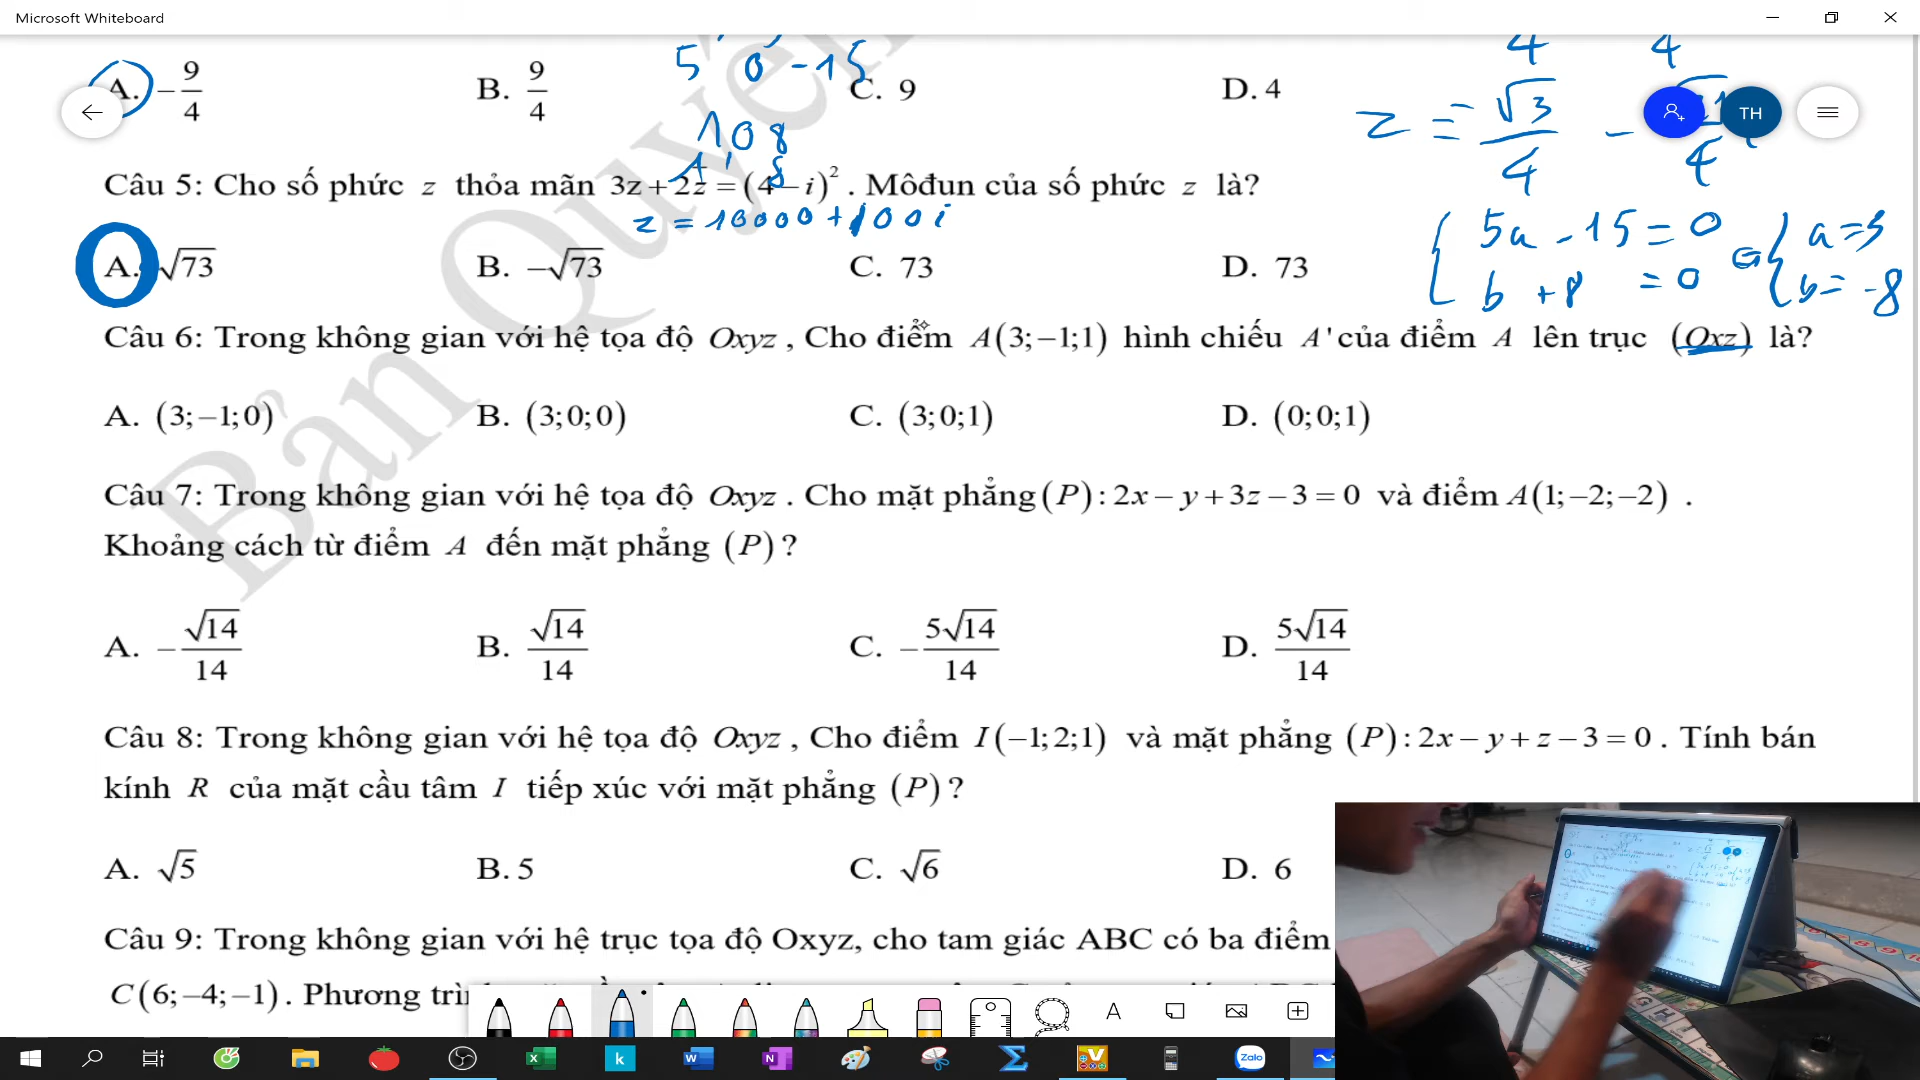 Microsoft Whiteboard
5 0 -15
A. -9/4 B. 9/4 C. 9 D. 4
108
z = √3/4 -
TH
Câu 5: Cho số phức z thỏa mãn 3z+2z̄=(4-i)². Môđun của số phức z là?
z = 10000 + 100i
5a - 15 = 0
b + 8 = 0
b = -8
A. √73 B. -√73 C. 73 D. 73
Câu 6: Trong không gian với hệ tọa độ Oxyz, Cho điểm A(3;-1;1) hình chiếu A' của điểm A lên trục (Oxz) là?
A. (3;-1;0) B. (3;0;0) C. (3;0;1) D. (0;0;1)
Câu 7: Trong không gian với hệ tọa độ Oxyz. Cho mặt phẳng (P): 2x-y+3z-3=0 và điểm A(1;-2;-2).
Khoảng cách từ điểm A đến mặt phẳng (P)?
A. -√14/14 B. √14/14 C. -5√14/14 D. 5√14/14
Câu 8: Trong không gian với hệ tọa độ Oxyz, Cho điểm I(-1;2;1) và mặt phẳng (P): 2x-y+z-3=0. Tính bán
kính R của mặt cầu tâm I tiếp xúc với mặt phẳng (P)?
A. √5 B. 5 C. √6 D. 6
Câu 9: Trong không gian với hệ trục tọa độ Oxyz, cho tam giác ABC có ba điểm
C(6;-4;-1). Phương
Bản Quyền
Zalo